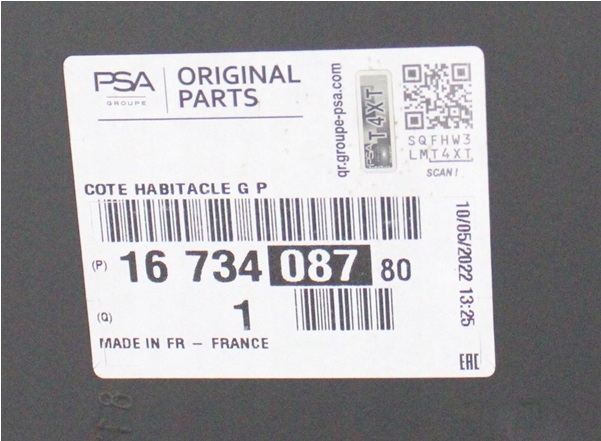 PSA
GROUPE
ORIGINAL
PARTS
qr.groupe-psa.com
PSA T4XT
SQFHW3
LMT4XT
SCAN !
COTE HABITACLE G P
(P) 16 734 087 80
(Q) 1
MADE IN FR – FRANCE
10/05/2022 13:25
EAC